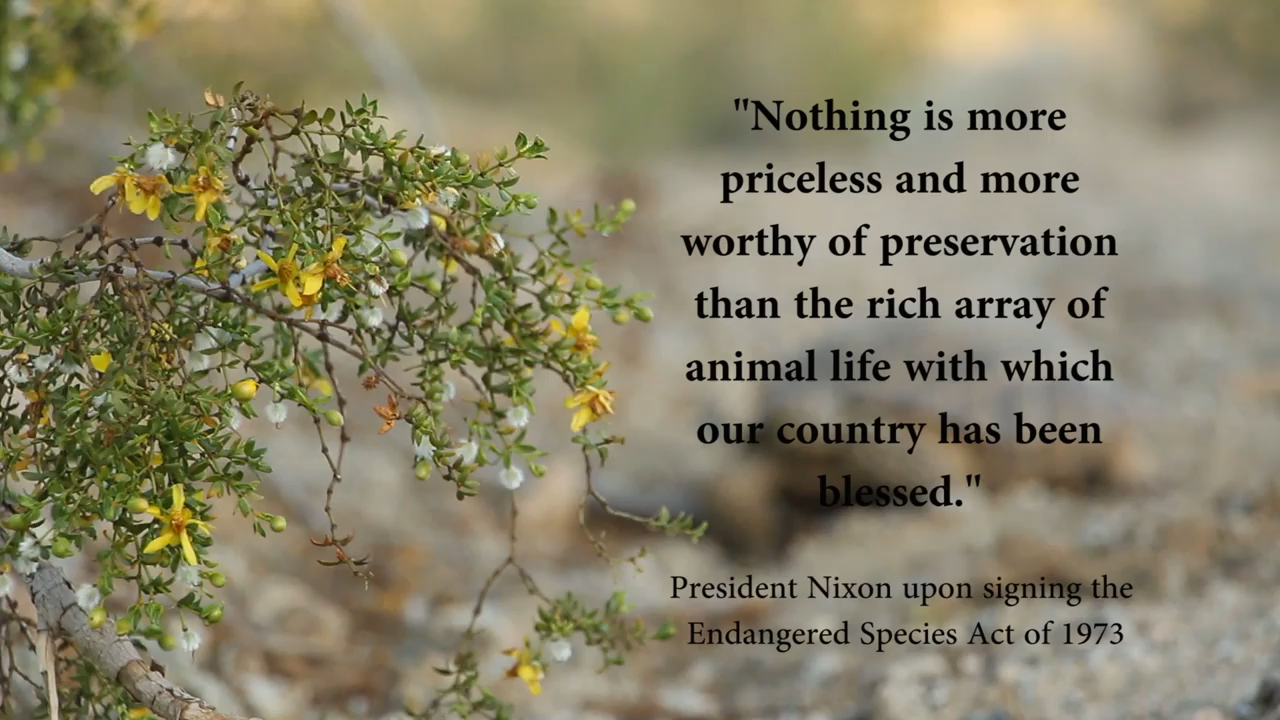 "Nothing is more
priceless and more
worthy of preservation
than the rich array of
animal life with which
our country has been
blessed."
President Nixon upon signing the
Endangered Species Act of 1973